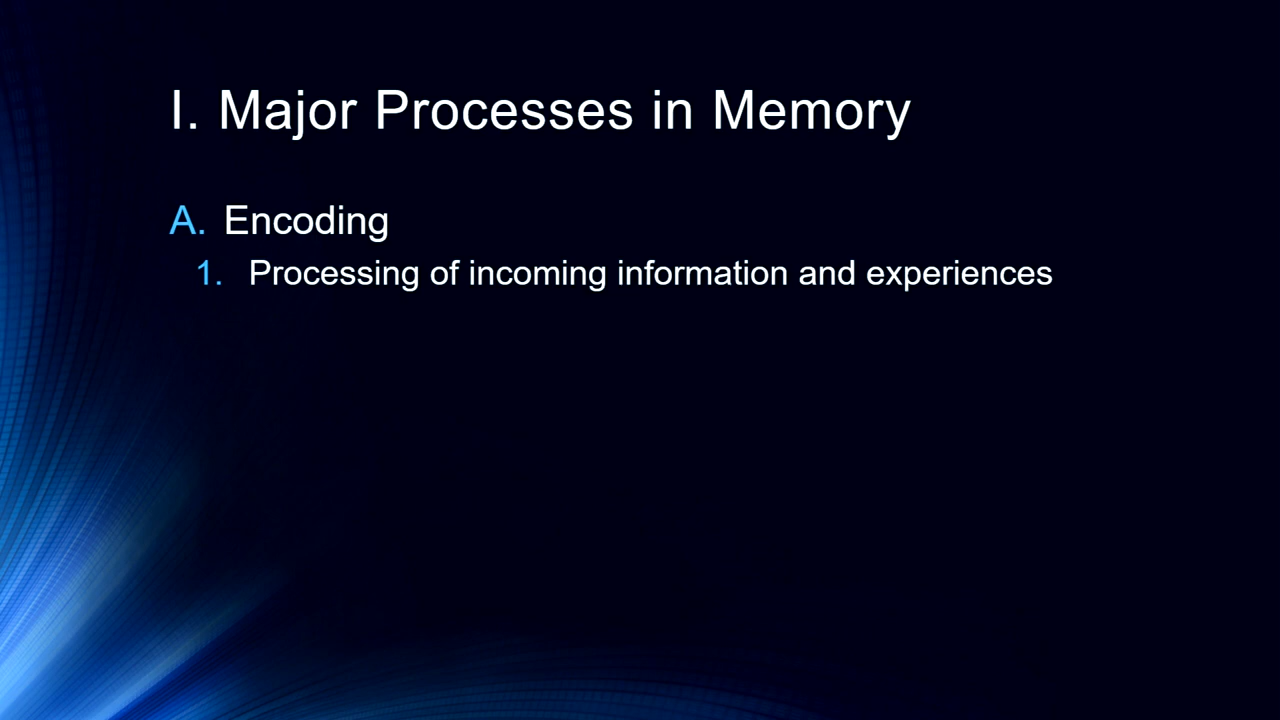 I. Major Processes in Memory
A. Encoding
1. Processing of incoming information and experiences